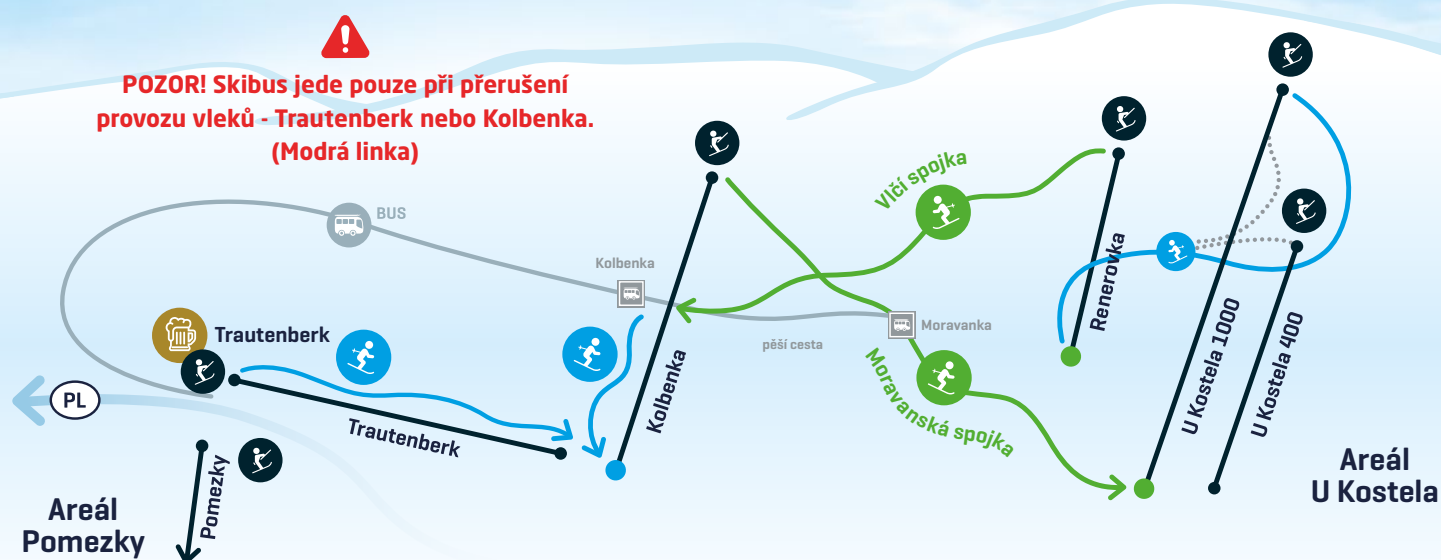 POZOR! Skibus jede pouze při přerušení
provozu vleků - Trautenberk nebo Kolbenka.
(Modrá linka)
BUS
Kolbenka
Vlčí spojka
Trautenberk
Moravanka
pěší cesta
Renerovka
PL
Trautenberk
Kolbenka
Moravanská spojka
U Kostela 1000
U Kostela 400
Pomezky
Areál
Pomezky
Areál
U Kostela